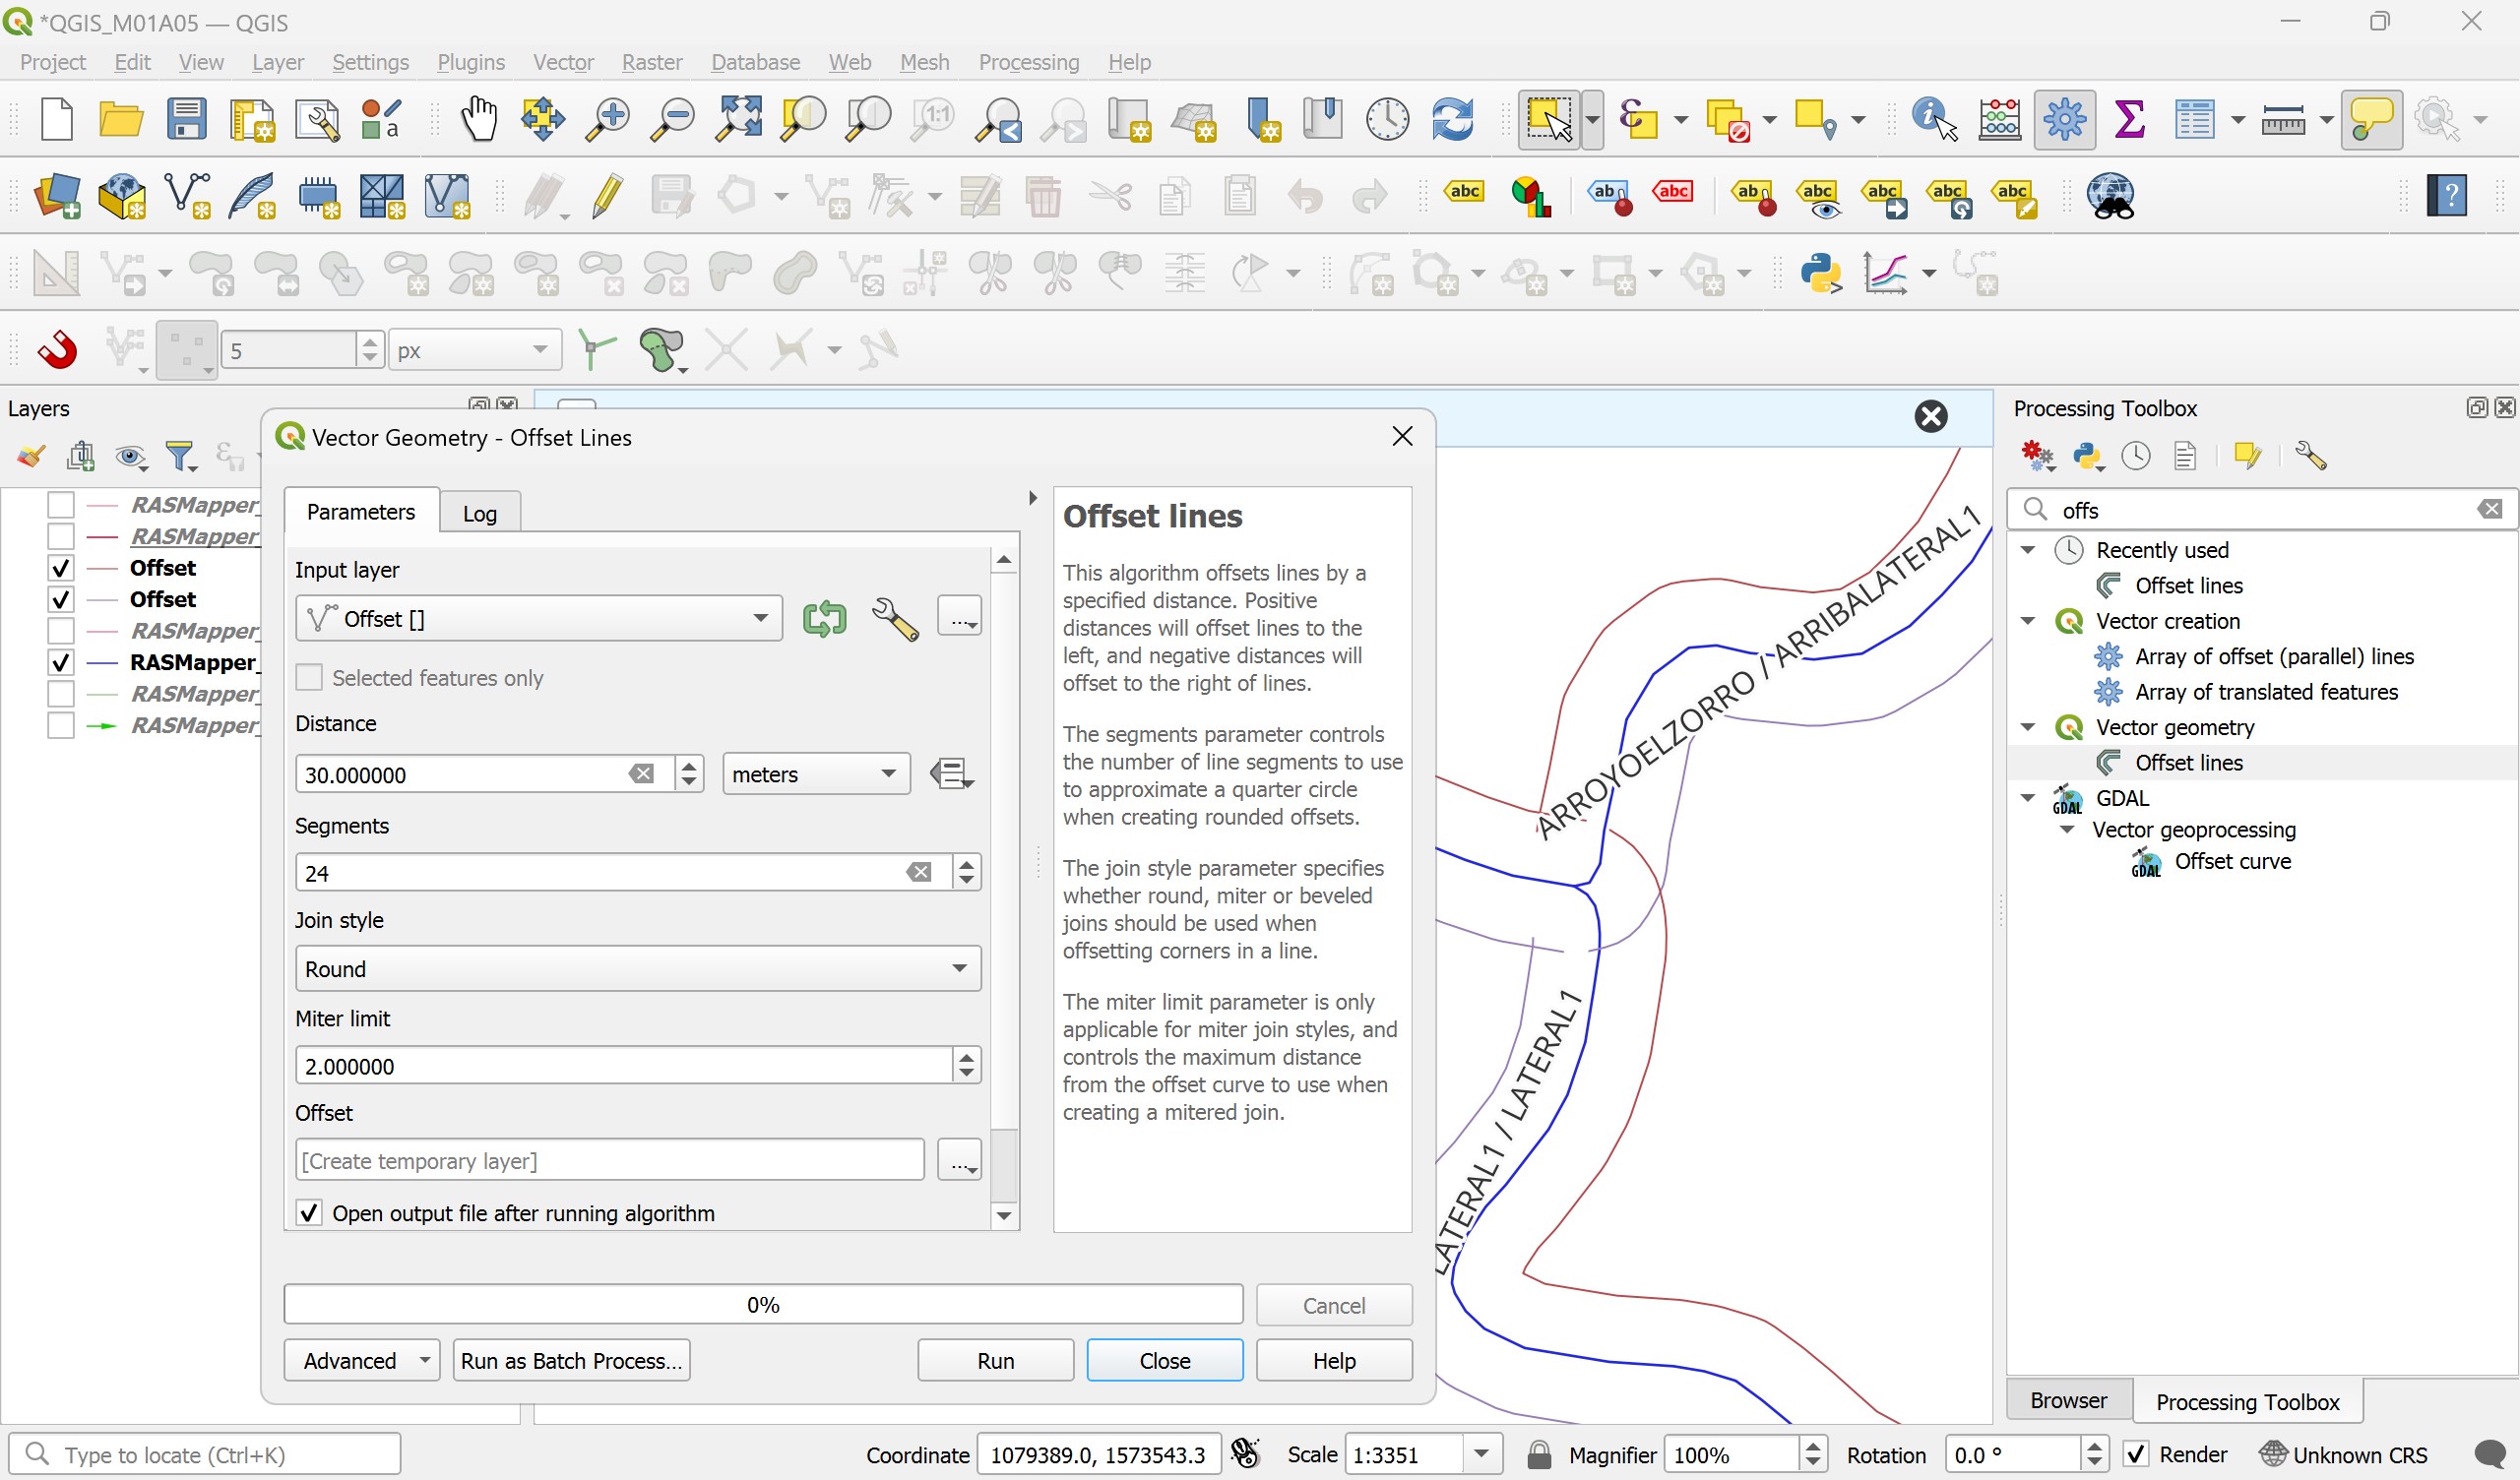 *QGIS_M01A05 — QGIS
Project Edit View Layer Settings Plugins Vector Raster Database Web Mesh Processing Help
5 px
Layers
RASMapper_
RASMapper_
Offset
Offset
RASMapper_
RASMapper_
RASMapper_
RASMapper_
Vector Geometry - Offset Lines
Parameters Log
Input layer
Offset []
Selected features only
Distance
30.000000 meters
Segments
24
Join style
Round
Miter limit
2.000000
Offset
[Create temporary layer]
Open output file after running algorithm
Offset lines
This algorithm offsets lines by a
specified distance. Positive
distances will offset lines to the
left, and negative distances will
offset to the right of lines.
The segments parameter controls
the number of line segments to use
to approximate a quarter circle
when creating rounded offsets.
The join style parameter specifies
whether round, miter or beveled
joins should be used when
offsetting corners in a line.
The miter limit parameter is only
applicable for miter join styles, and
controls the maximum distance
from the offset curve to use when
creating a mitered join.
0% Cancel
Advanced Run as Batch Process... Run Close Help
ARROYOELZORRO / ARRIBALATERAL1
LATERAL1 / LATERAL1
Processing Toolbox
offs
Recently used
Offset lines
Vector creation
Array of offset (parallel) lines
Array of translated features
Vector geometry
Offset lines
GDAL
Vector geoprocessing
GDAL Offset curve
Browser Processing Toolbox
Type to locate (Ctrl+K) Coordinate 1079389.0, 1573543.3 Scale 1:3351 Magnifier 100% Rotation 0.0 ° Render Unknown CRS